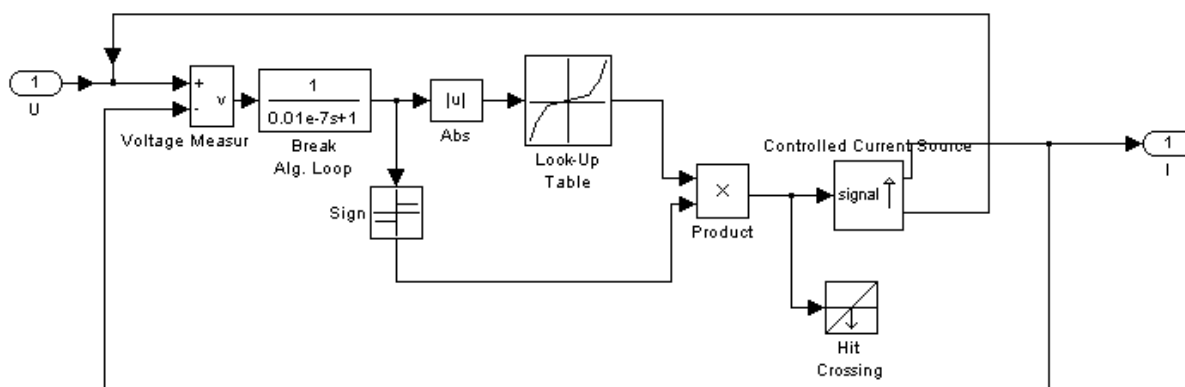 1
U
+
-
v
Voltage Measur
1
0.01e-7s+1
Break
Alg. Loop
|u|
Abs
Look-Up
Table
Sign
×
Product
Controlled Current Source
signal
1
I
Hit
Crossing